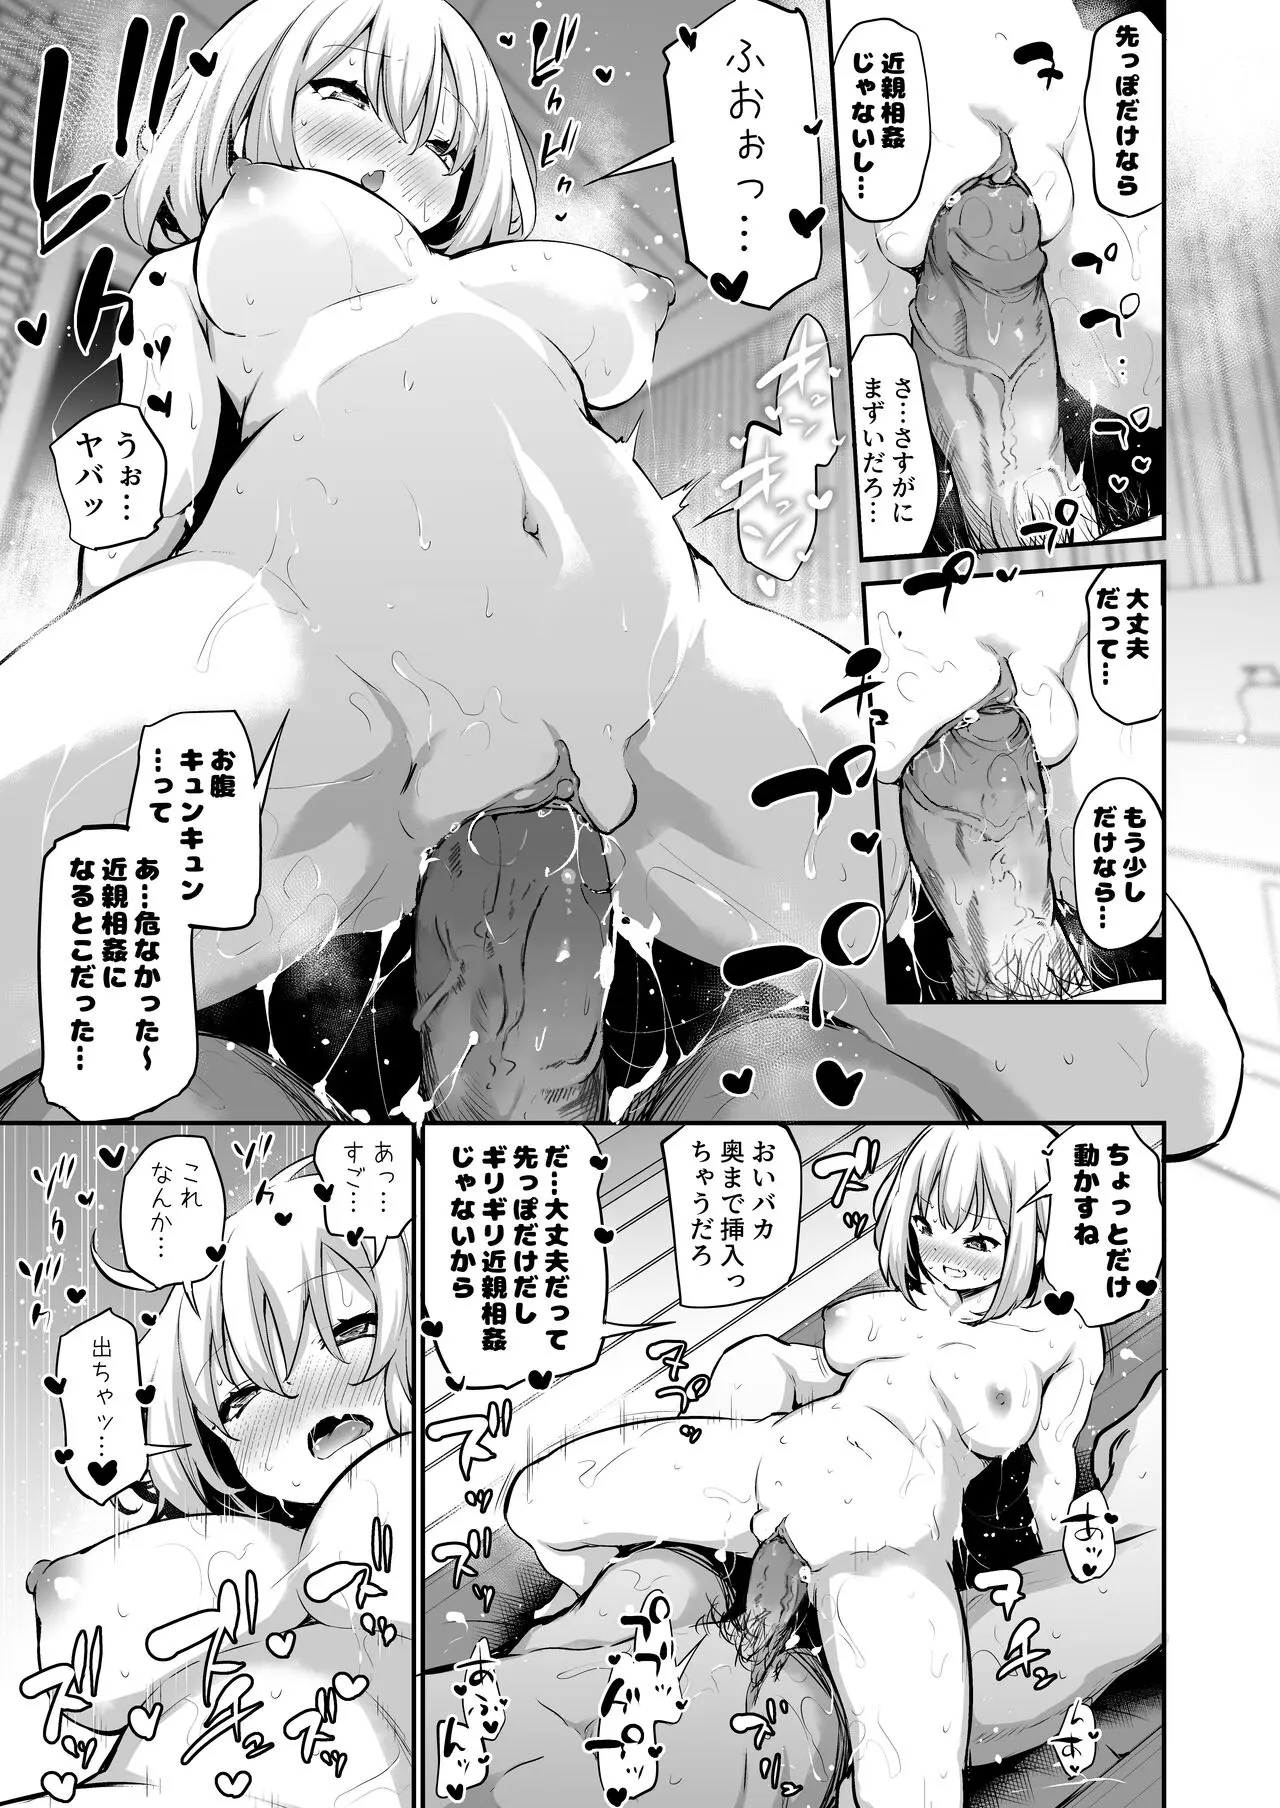 先っぽだけなら
近親相姦
じゃないし…
さ…さすがに
まずいだろ…
大丈夫
だって…
もう少し
だけなら…
ふおぉっ…
キュンキュン
うぉ…
ヤバッ
お腹
キュンキュン
…って
あ…危なかった～
近親相姦に
なるとこだった…
ちょっとだけ
動かすね
おいバカ
奥まで挿入っ
ちゃうだろ
だ…大丈夫だって
先っぽだけだし
ギリギリ近親相姦
じゃないから
あっ…
すご…
これ
なんか…
出ちゃッ…